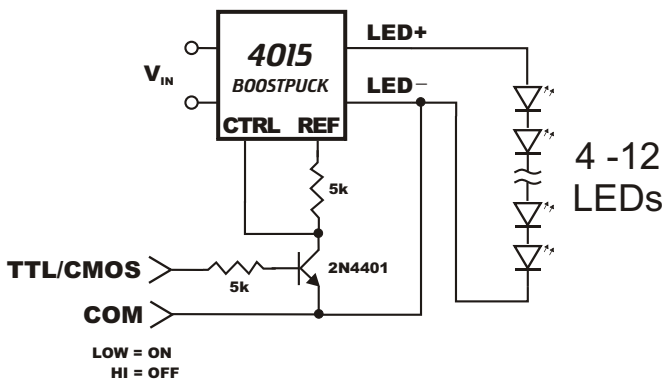 LED+
4015
BOOSTPUCK
VIN
LED−
CTRL REF
4 -12
LEDs
5k
TTL/CMOS
2N4401
5k
COM
LOW = ON
HI = OFF